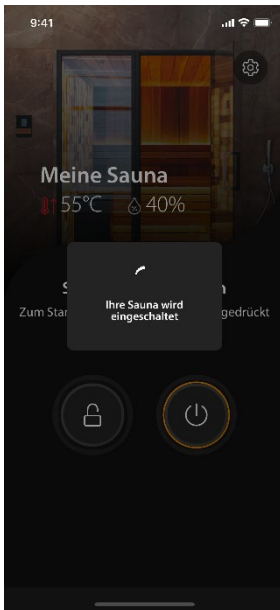 9:41
Meine Sauna
55°C 40%
S
n
Ihre Sauna wird
eingeschaltet
Zum Star
gedrückt